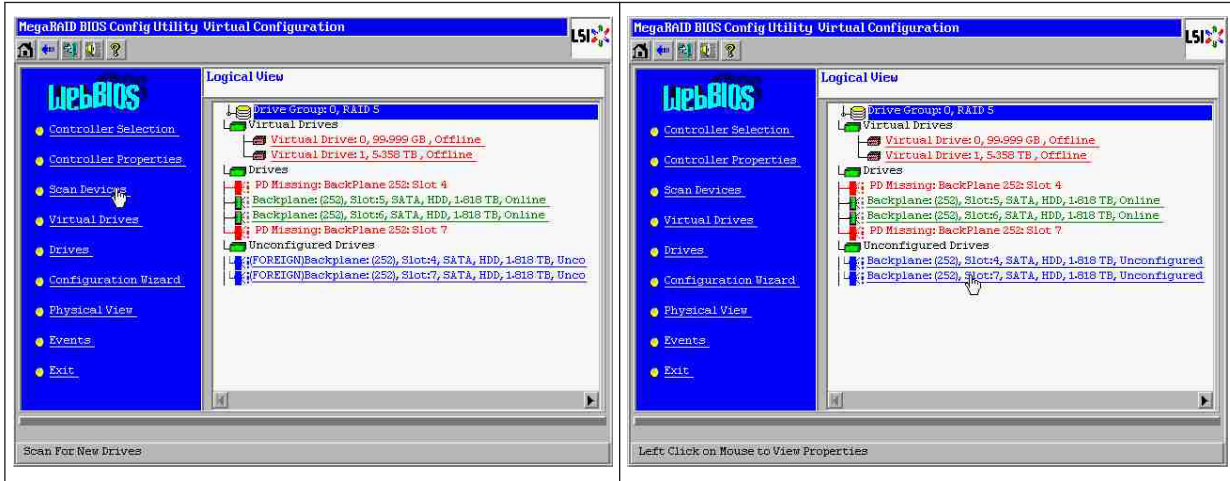 MegaRAID BIOS Config Utility Virtual Configuration
LSI
Logical View
WebBIOS
Controller Selection
Controller Properties
Scan Devices
Virtual Drives
Drives
Configuration Wizard
Physical View
Events
Exit
Drive Group: 0, RAID 5
Virtual Drives
Virtual Drive: 0, 99.999 GB, Offline
Virtual Drive: 1, 5.358 TB, Offline
Drives
PD Missing: BackPlane 252: Slot 4
Backplane: (252), Slot:5, SATA, HDD, 1.818 TB, Online
Backplane: (252), Slot:6, SATA, HDD, 1.818 TB, Online
PD Missing: BackPlane 252: Slot 7
Unconfigured Drives
(FOREIGN)Backplane: (252), Slot:4, SATA, HDD, 1.818 TB, Unco
(FOREIGN)Backplane: (252), Slot:7, SATA, HDD, 1.818 TB, Unco
Scan For New Drives
MegaRAID BIOS Config Utility Virtual Configuration
LSI
Logical View
WebBIOS
Controller Selection
Controller Properties
Scan Devices
Virtual Drives
Drives
Configuration Wizard
Physical View
Events
Exit
Drive Group: 0, RAID 5
Virtual Drives
Virtual Drive: 0, 99.999 GB, Offline
Virtual Drive: 1, 5.358 TB, Offline
Drives
PD Missing: BackPlane 252: Slot 4
Backplane: (252), Slot:5, SATA, HDD, 1.818 TB, Online
Backplane: (252), Slot:6, SATA, HDD, 1.818 TB, Online
PD Missing: BackPlane 252: Slot 7
Unconfigured Drives
Backplane: (252), Slot:4, SATA, HDD, 1.818 TB, Unconfigured
Backplane: (252), Slot:7, SATA, HDD, 1.818 TB, Unconfigured
Left Click on Mouse to View Properties